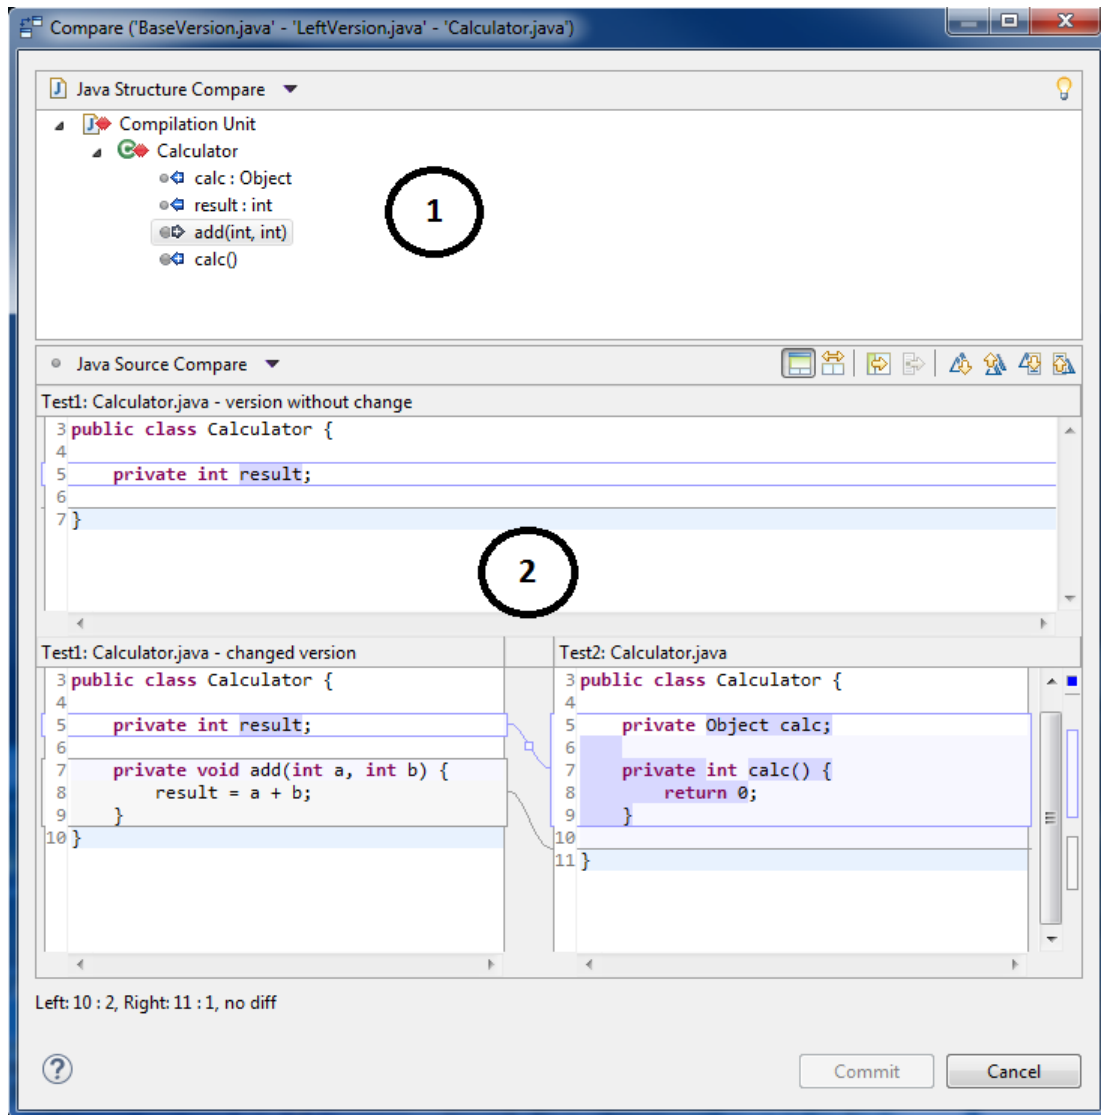 Compare ('BaseVersion.java' - 'LeftVersion.java' - 'Calculator.java')
Java Structure Compare
Compilation Unit
Calculator
calc : Object
result : int
add(int, int)
calc()
1
Java Source Compare
Test1: Calculator.java - version without change
3 public class Calculator {
4
5 private int result;
6
7 }
2
Test1: Calculator.java - changed version
3 public class Calculator {
4
5 private int result;
6
7 private void add(int a, int b) {
8 result = a + b;
9 }
10 }
Test2: Calculator.java
3 public class Calculator {
4
5 private Object calc;
6
7 private int calc() {
8 return 0;
9 }
10
11 }
Left: 10 : 2, Right: 11 : 1, no diff
? Commit Cancel